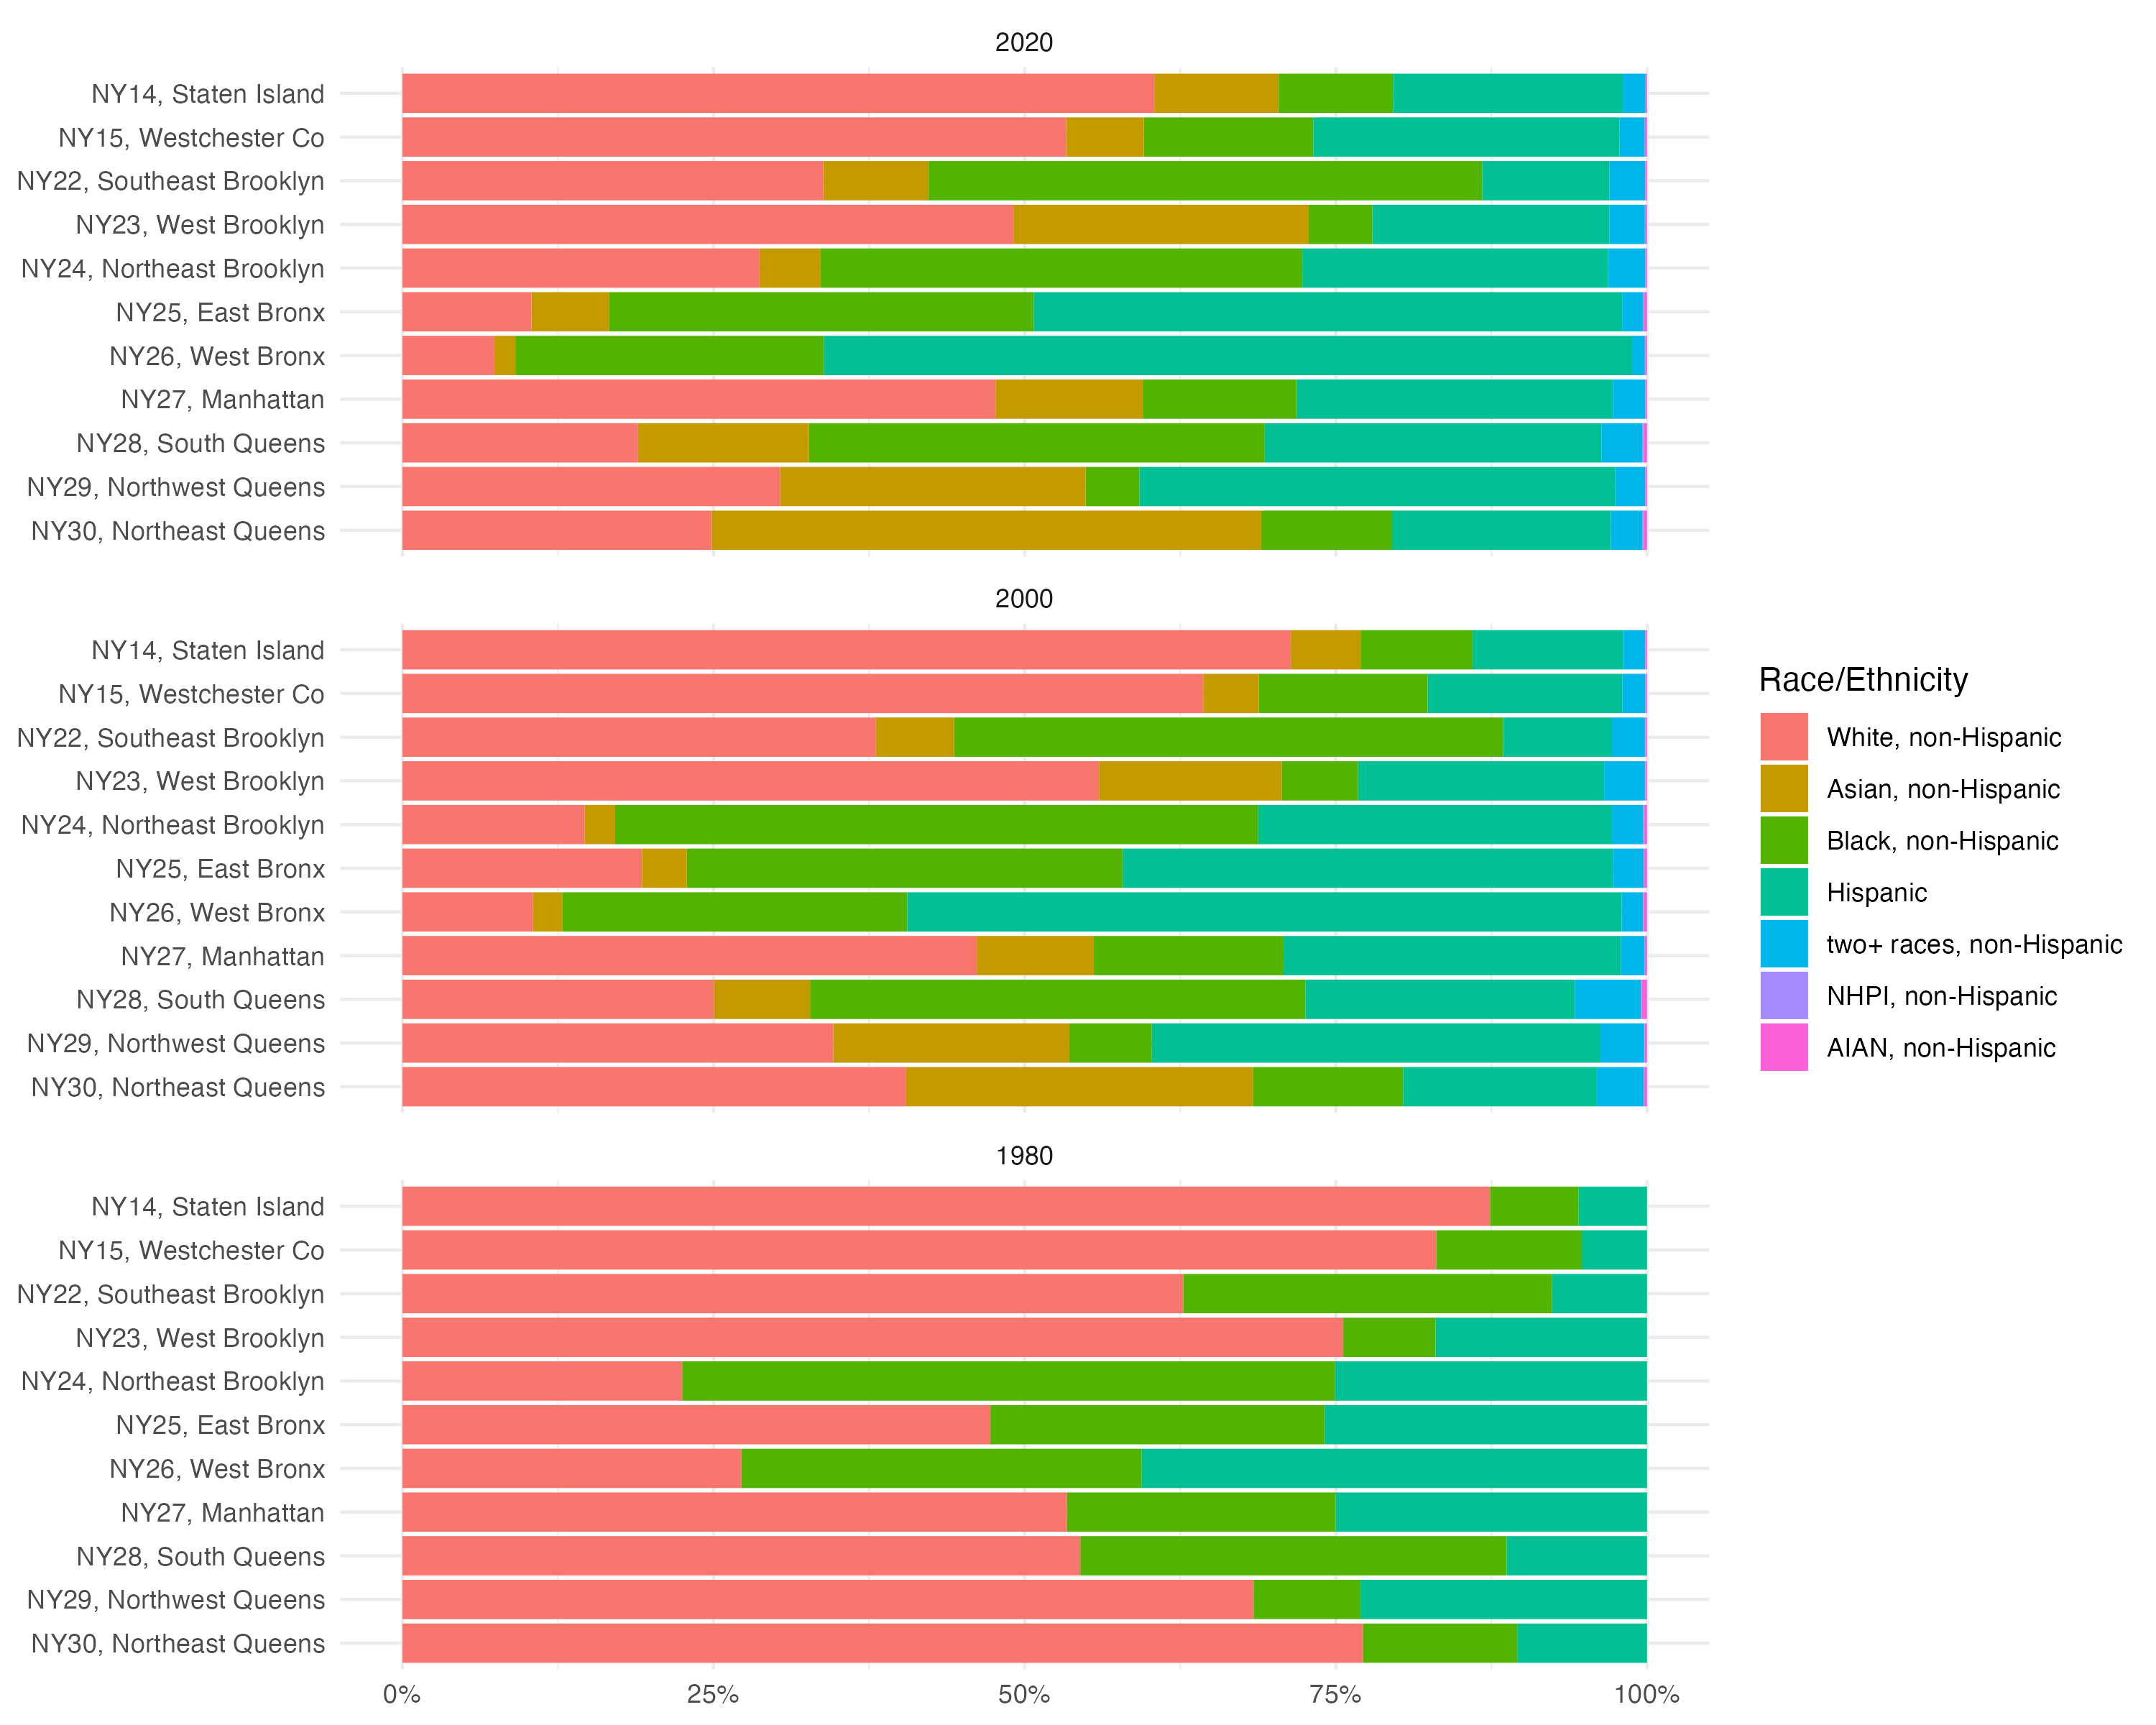 2020
NY14, Staten Island
NY15, Westchester Co
NY22, Southeast Brooklyn
NY23, West Brooklyn
NY24, Northeast Brooklyn
NY25, East Bronx
NY26, West Bronx
NY27, Manhattan
NY28, South Queens
NY29, Northwest Queens
NY30, Northeast Queens
2000
NY14, Staten Island
NY15, Westchester Co
NY22, Southeast Brooklyn
NY23, West Brooklyn
NY24, Northeast Brooklyn
NY25, East Bronx
NY26, West Bronx
NY27, Manhattan
NY28, South Queens
NY29, Northwest Queens
NY30, Northeast Queens
1980
NY14, Staten Island
NY15, Westchester Co
NY22, Southeast Brooklyn
NY23, West Brooklyn
NY24, Northeast Brooklyn
NY25, East Bronx
NY26, West Bronx
NY27, Manhattan
NY28, South Queens
NY29, Northwest Queens
NY30, Northeast Queens
0% 25% 50% 75% 100%
Race/Ethnicity
White, non-Hispanic
Asian, non-Hispanic
Black, non-Hispanic
Hispanic
two+ races, non-Hispanic
NHPI, non-Hispanic
AIAN, non-Hispanic